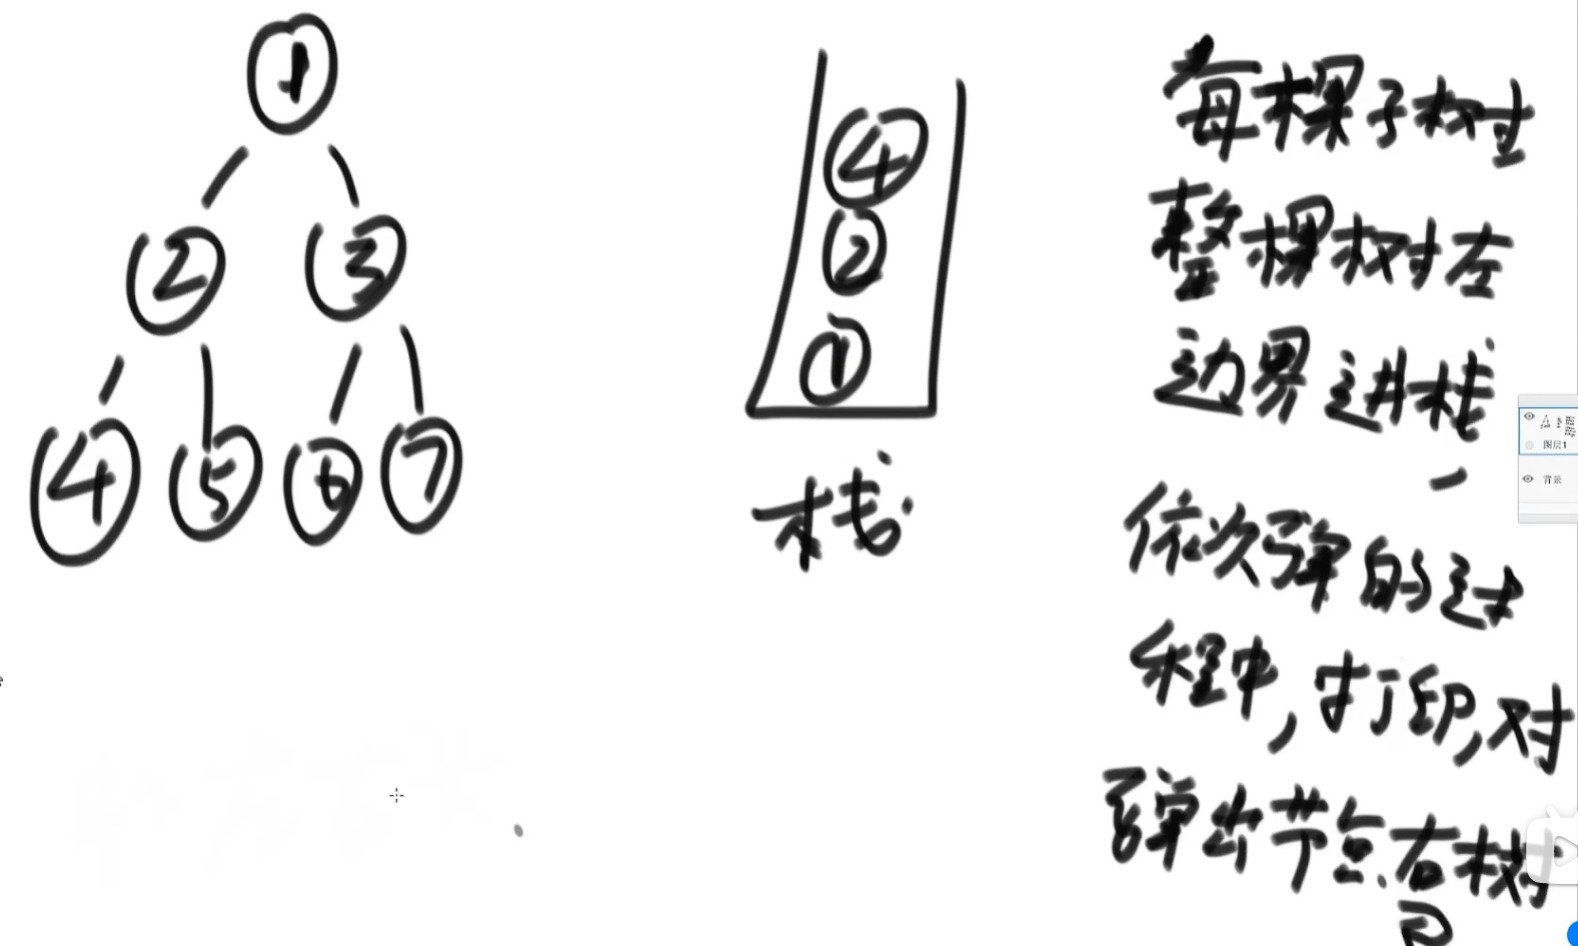 1
2 3
4 5 6 7
4
2
1
栈
每棵子树
整棵树左
边界进栈
依次弹的过
程中,打印,对
弹出节点右树
图层1
背景